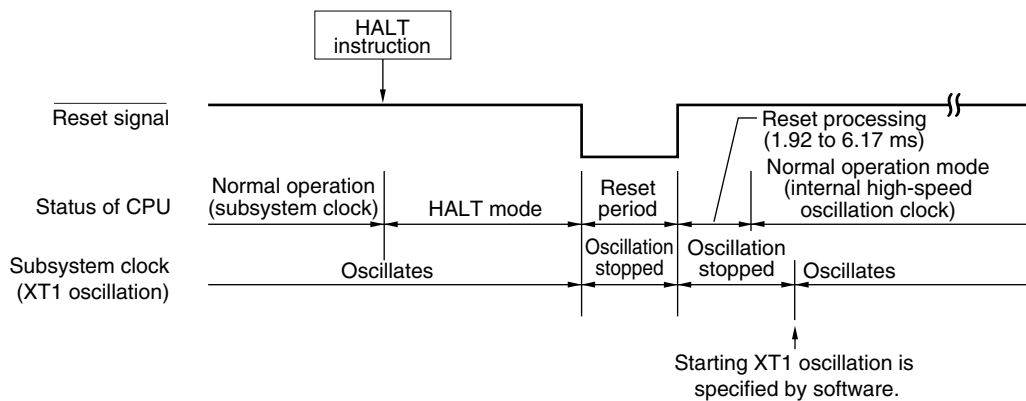 HALT
instruction
Reset signal
Reset processing
(1.92 to 6.17 ms)
Status of CPU
Normal operation
(subsystem clock)
HALT mode
Reset
period
Normal operation mode
(internal high-speed
oscillation clock)
Subsystem clock
(XT1 oscillation)
Oscillates
Oscillation
stopped
Oscillation
stopped
Oscillates
Starting XT1 oscillation is
specified by software.